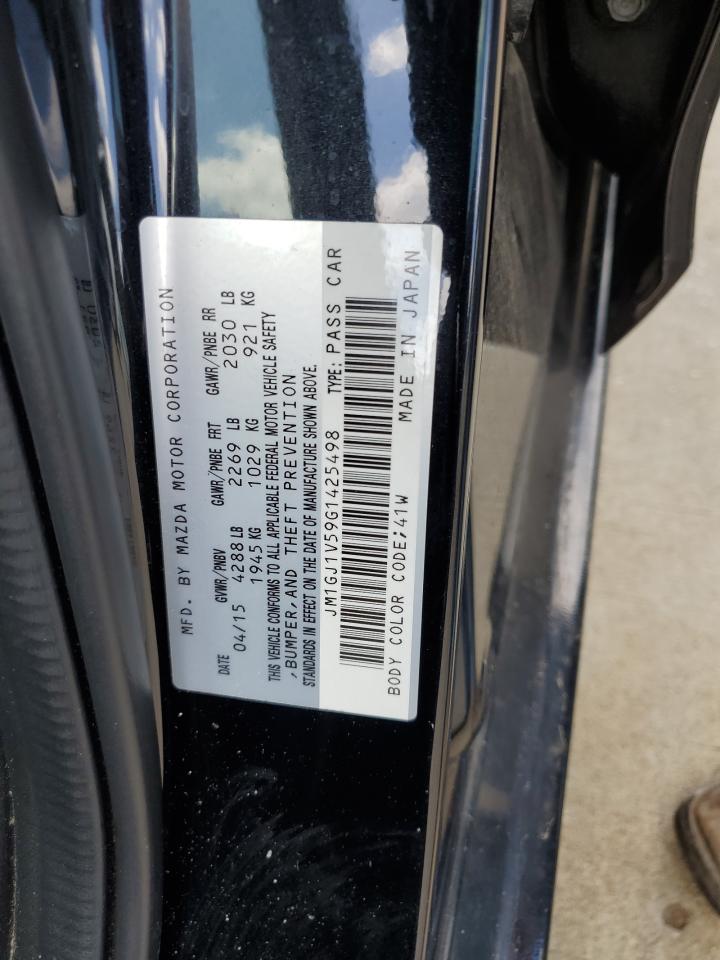 MFD. BY MAZDA MOTOR CORPORATION
DATE GVWR/PNBV GAWR/PNBE FRT GAWR/PNBE RR
04/15 4288 LB 2269 LB 2030 LB
1945 KG 1029 KG 921 KG
THIS VEHICLE CONFORMS TO ALL APPLICABLE FEDERAL MOTOR VEHICLE SAFETY
,BUMPER,AND THEFT PREVENTION
STANDARDS IN EFFECT ON THE DATE OF MANUFACTURE SHOWN ABOVE.
JM1GJ1V59G1425498 TYPE: PASS CAR
BODY COLOR CODE;41W MADE IN JAPAN